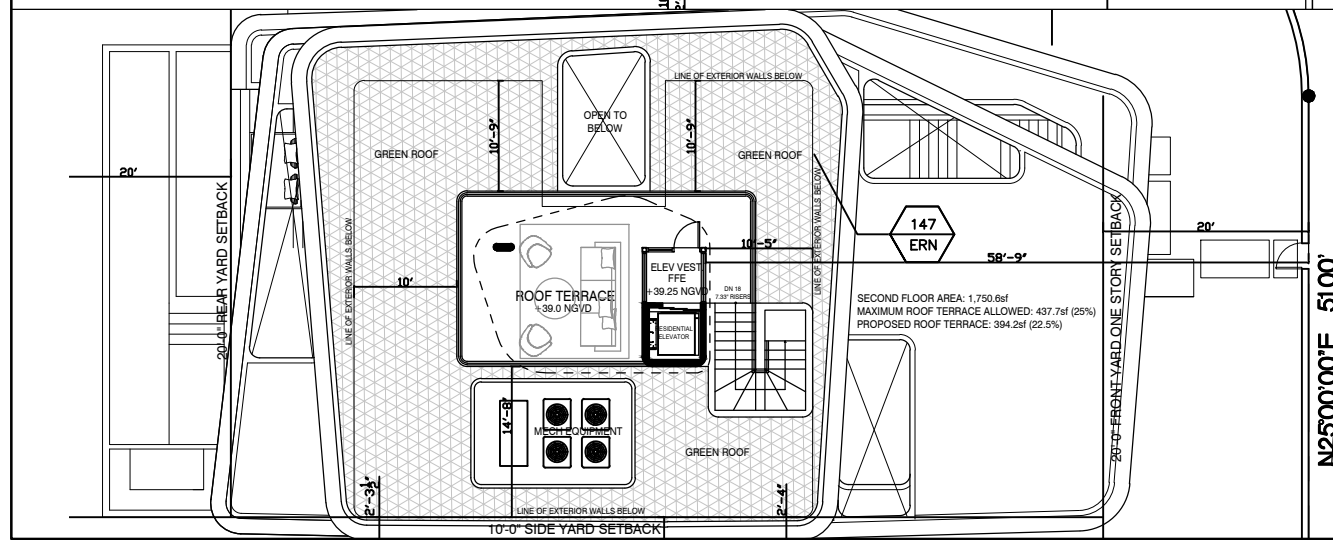 LINE OF EXTERIOR WALLS BELOW
OPEN TO
BELOW
10'-9"
10'-9"
GREEN ROOF
GREEN ROOF
20'
20'-0" REAR YARD SETBACK
LINE OF EXTERIOR WALLS BELOW
LINE OF EXTERIOR WALLS BELOW
147
ERN
20'
10'-5"
58'-9"
ELEV VEST.
FFE
+39.25 NGVD
10'
ROOF TERRACE
+39.0 NGVD
DN 18
7.33" RISERS
RESIDENTIAL
ELEVATOR
SECOND FLOOR AREA: 1,750.6sf
MAXIMUM ROOF TERRACE ALLOWED: 437.7sf (25%)
PROPOSED ROOF TERRACE: 394.2sf (22.5%)
20'-0" FRONT YARD ONE STORY SETBACK
N25°00'00"E 51.00'
14'-8"
MECH EQUIPMENT
GREEN ROOF
2'-3½"
2'-4"
LINE OF EXTERIOR WALLS BELOW
10'-0" SIDE YARD SETBACK